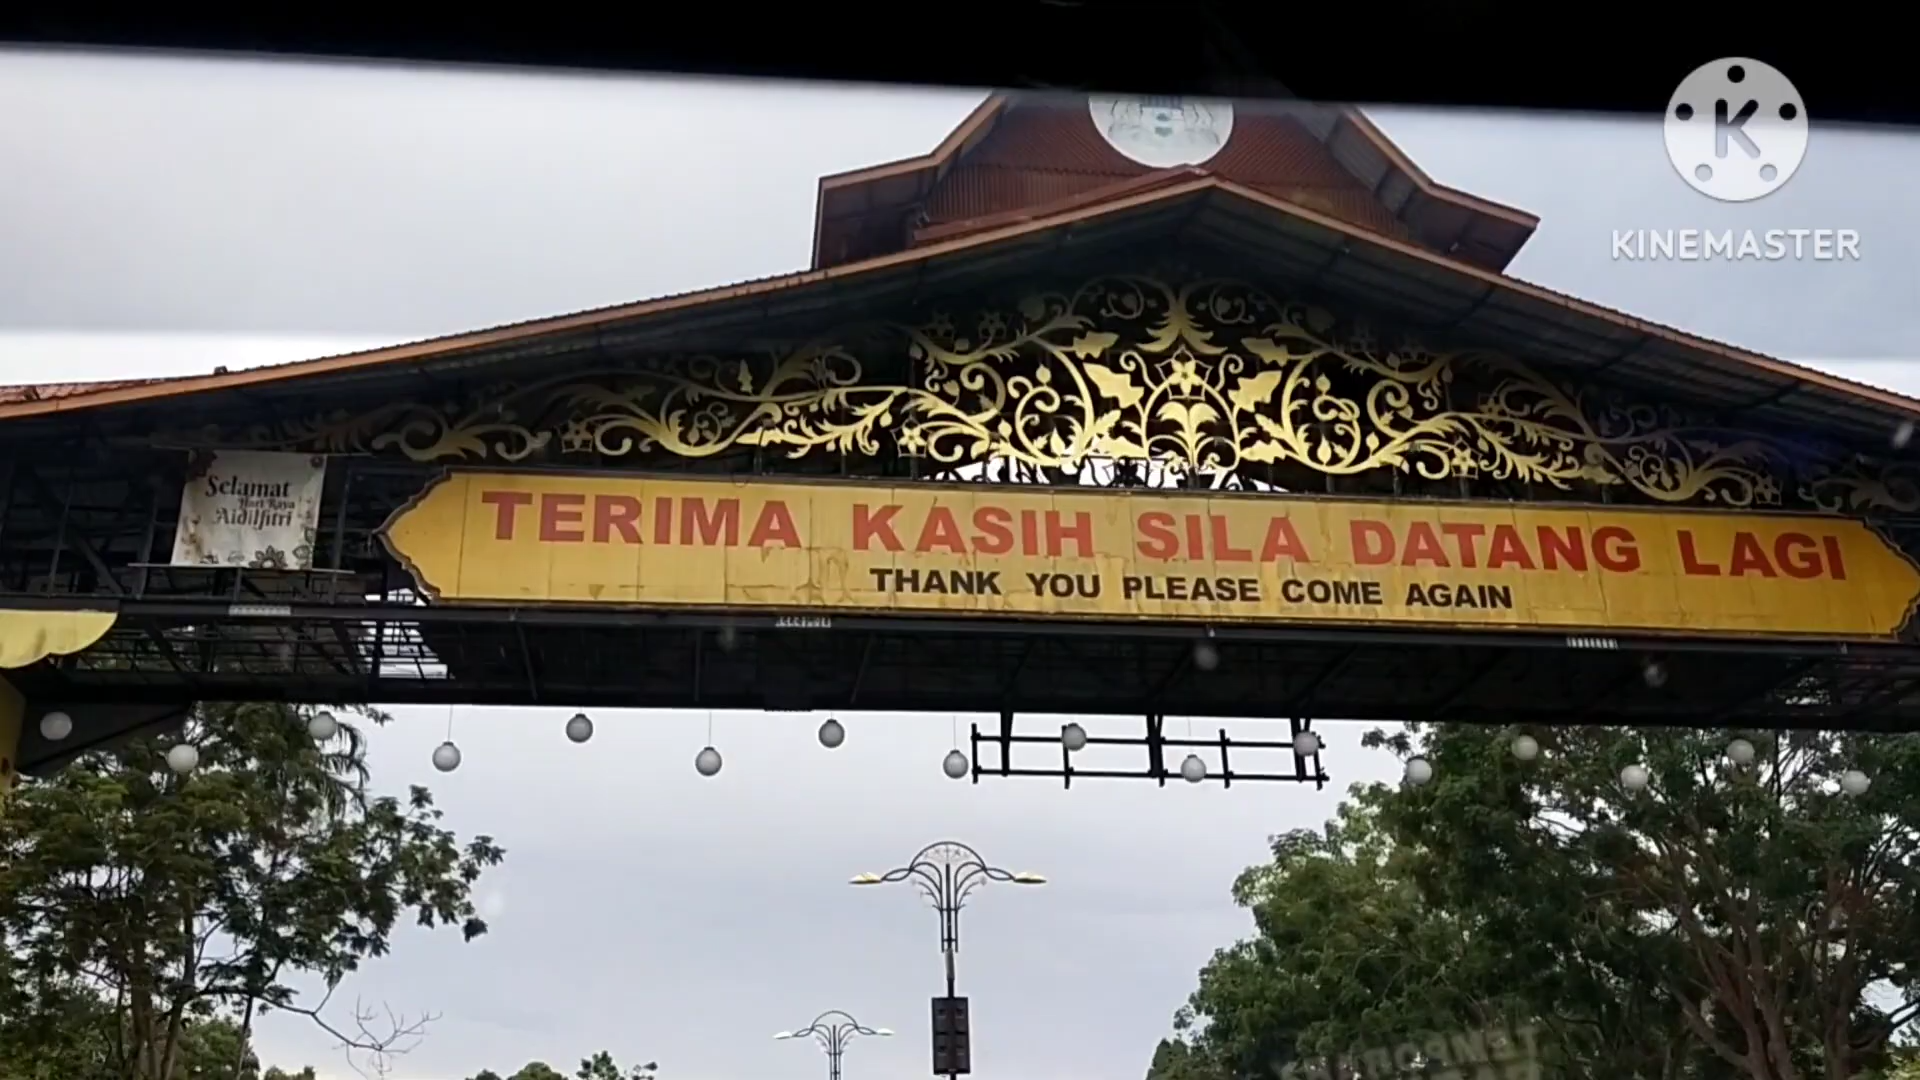 K
KINEMASTER
Selamat
Hari Raya
Aidilfitri
TERIMA KASIH SILA DATANG LAGI
THANK YOU PLEASE COME AGAIN